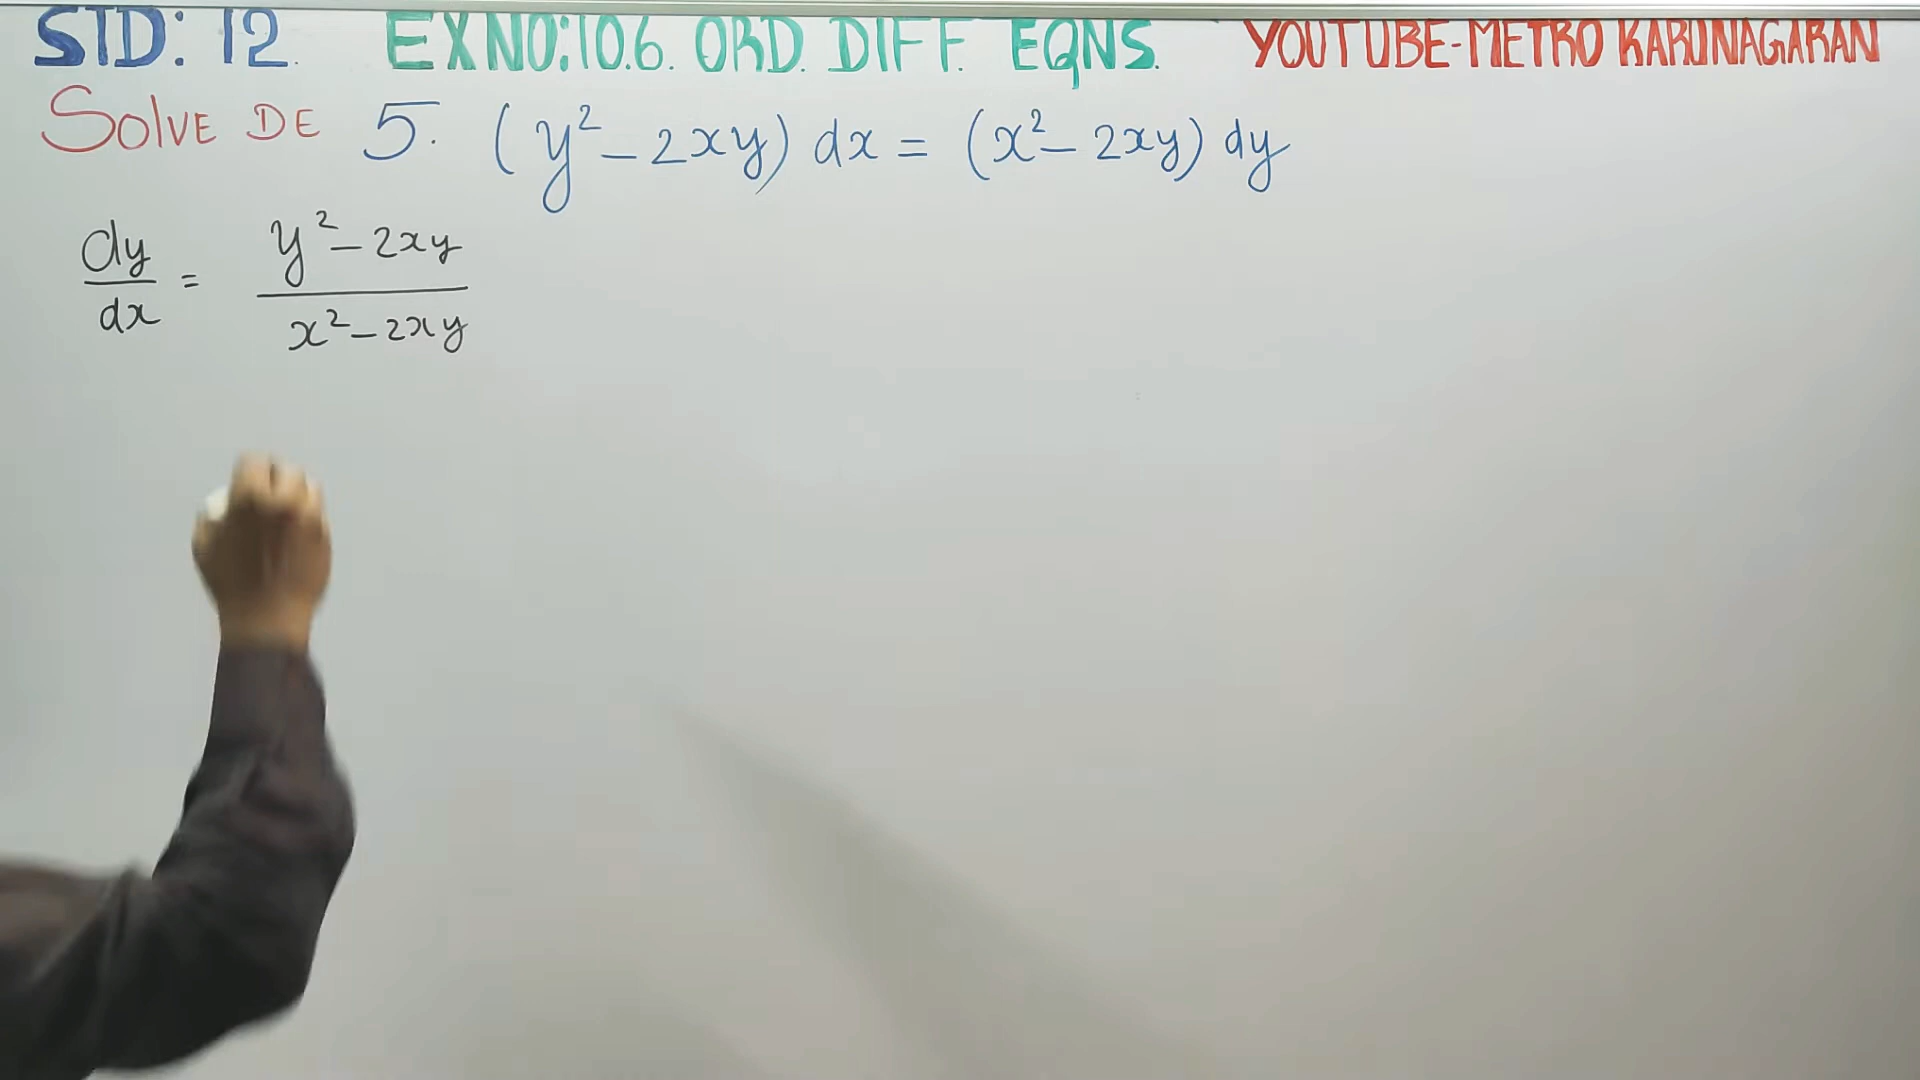 STD: 12. EX NO: 10.6. ORD. DIFF. EQNS. YOUTUBE-METRO KARUNAGARAN
SOLVE DE 5. (y² - 2xy) dx = (x² - 2xy) dy
dy/dx = (y² - 2xy)/(x² - 2xy)